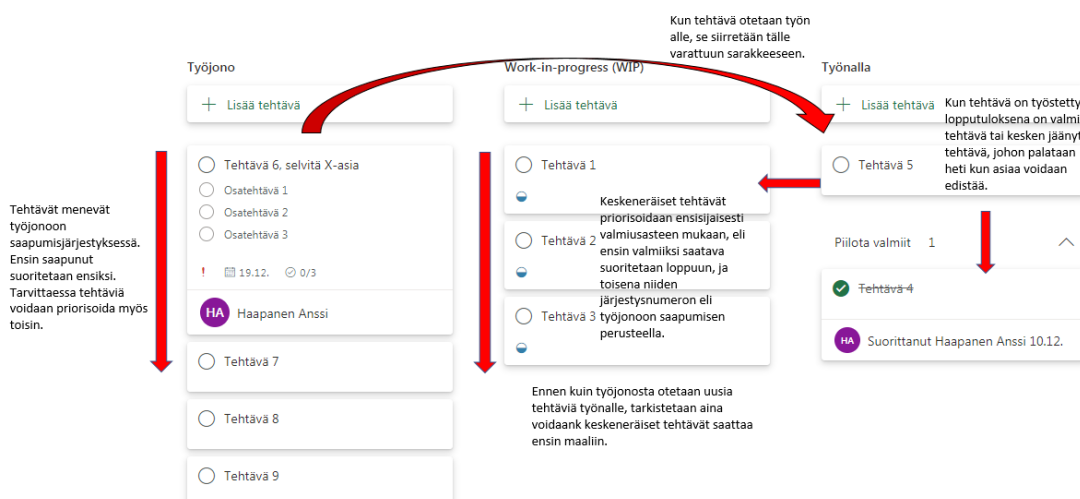 Kun tehtävä otetaan työn
alle, se siirretään tälle
varattuun sarakkeeseen.
Työjono
Work-in-progress (WIP)
Työnalla
Lisää tehtävä
Lisää tehtävä
Lisää tehtävä
Tehtävät menevät
työjonoon
saapumisjärjestyksessä.
Ensin saapunut
suoritetaan ensiksi.
Tarvittaessa tehtäviä
voidaan priorisoida myös
toisin.
Tehtävä 6, selvitä X-asia
Osatehtävä 1
Osatehtävä 2
Osatehtävä 3
! 19.12. 0/3
HA Haapanen Anssi
Tehtävä 7
Tehtävä 8
Tehtävä 9
Tehtävä 1
Tehtävä 2
Tehtävä 3
Keskeneräiset tehtävät
priorisoidaan ensisijaisesti
valmiusasteen mukaan, eli
ensin valmiiksi saatava
suoritetaan loppuun, ja
toisena niiden
järjestysnumeron eli
työjonoon saapumisen
perusteella.
Ennen kuin työjonosta otetaan uusia
tehtäviä työnalle, tarkistetaan aina
voidaank keskeneräiset tehtävät saattaa
ensin maaliin.
Tehtävä 5
Kun tehtävä on työstetty
lopputuloksena on valmi
tehtävä tai kesken jäänyt
tehtävä, johon palataan
heti kun asiaa voidaan
edistää.
Piilota valmiit 1
Tehtävä 4
HA Suorittanut Haapanen Anssi 10.12.